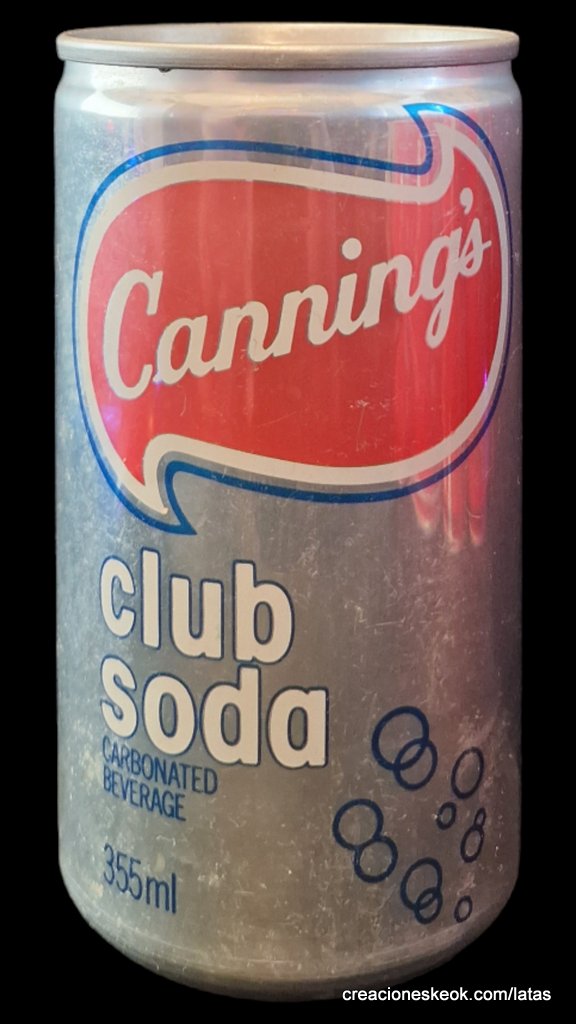 Canning's
club
soda
CARBONATED
BEVERAGE
355ml
creacioneskeok.com/latas